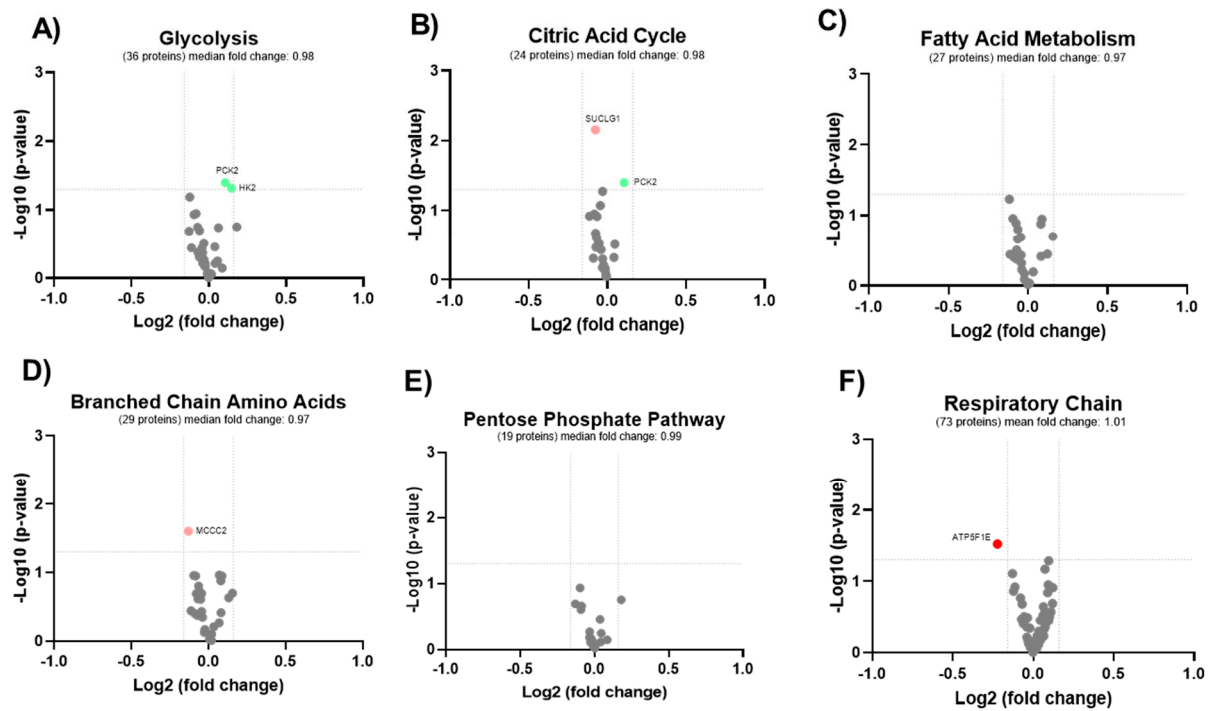 A)
Glycolysis
(36 proteins) median fold change: 0.98
3
2
1
0
-Log10 (p-value)
PCK2
HK2
-1.0 -0.5 0.0 0.5 1.0
Log2 (fold change)
B)
Citric Acid Cycle
(24 proteins) median fold change: 0.98
3
2
1
0
-Log10 (p-value)
SUCLG1
PCK2
-1.0 -0.5 0.0 0.5 1.0
Log2 (fold change)
C)
Fatty Acid Metabolism
(27 proteins) median fold change: 0.97
3
2
1
0
-Log10 (p-value)
-1.0 -0.5 0.0 0.5 1.0
Log2 (fold change)
D)
Branched Chain Amino Acids
(29 proteins) median fold change: 0.97
3
2
1
0
-Log10 (p-value)
MCCC2
-1.0 -0.5 0.0 0.5 1.0
Log2 (fold change)
E)
Pentose Phosphate Pathway
(19 proteins) median fold change: 0.99
3
2
1
0
-Log10 (p-value)
-1.0 -0.5 0.0 0.5 1.0
Log2 (fold change)
F)
Respiratory Chain
(73 proteins) mean fold change: 1.01
3
2
1
0
-Log10 (p-value)
ATP5F1E
-1.0 -0.5 0.0 0.5 1.0
Log2 (fold change)